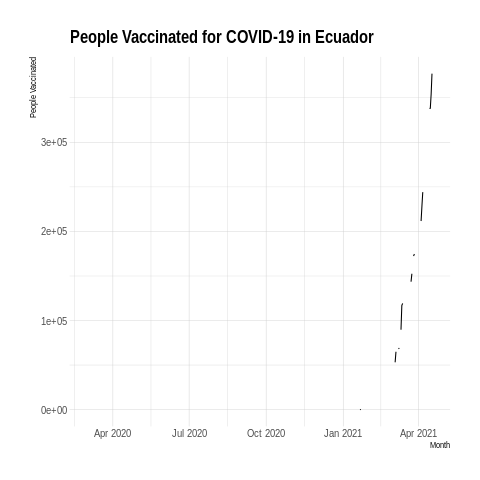 People Vaccinated for COVID-19 in Ecuador
People Vaccinated
3e+05
2e+05
1e+05
0e+00
Apr 2020 Jul 2020 Oct 2020 Jan 2021 Apr 2021
Month